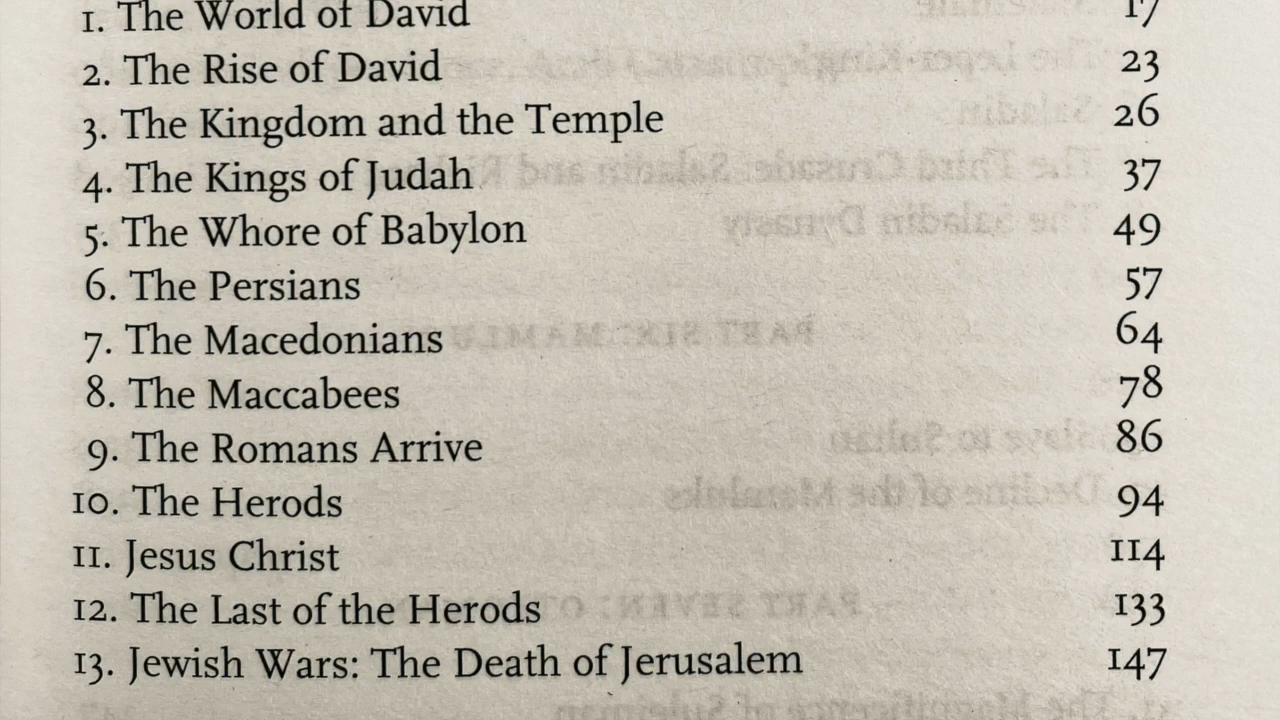 1. The World of David 17
2. The Rise of David 23
3. The Kingdom and the Temple 26
4. The Kings of Judah 37
5. The Whore of Babylon 49
6. The Persians 57
7. The Macedonians 64
8. The Maccabees 78
9. The Romans Arrive 86
10. The Herods 94
11. Jesus Christ 114
12. The Last of the Herods 133
13. Jewish Wars: The Death of Jerusalem 147